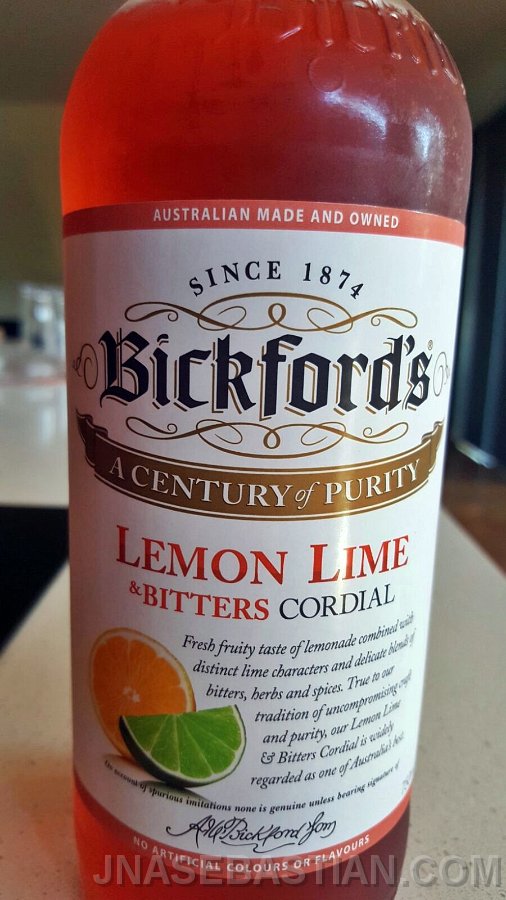 AUSTRALIAN MADE AND OWNED
SINCE 1874
Bickford's
A CENTURY of PURITY
LEMON LIME
& BITTERS CORDIAL
Fresh fruity taste of lemonade combined with
distinct lime characters and delicate blends of
bitters, herbs and spices. True to our
tradition of uncompromising craft
and purity, our Lemon Lime
& Bitters Cordial is widely
regarded as one of Australia's best.
On account of spurious imitations none is genuine unless bearing signature of
A.M. Bickford & Sons
NO ARTIFICIAL COLOURS OR FLAVOURS
JNASEBASTIAN.COM